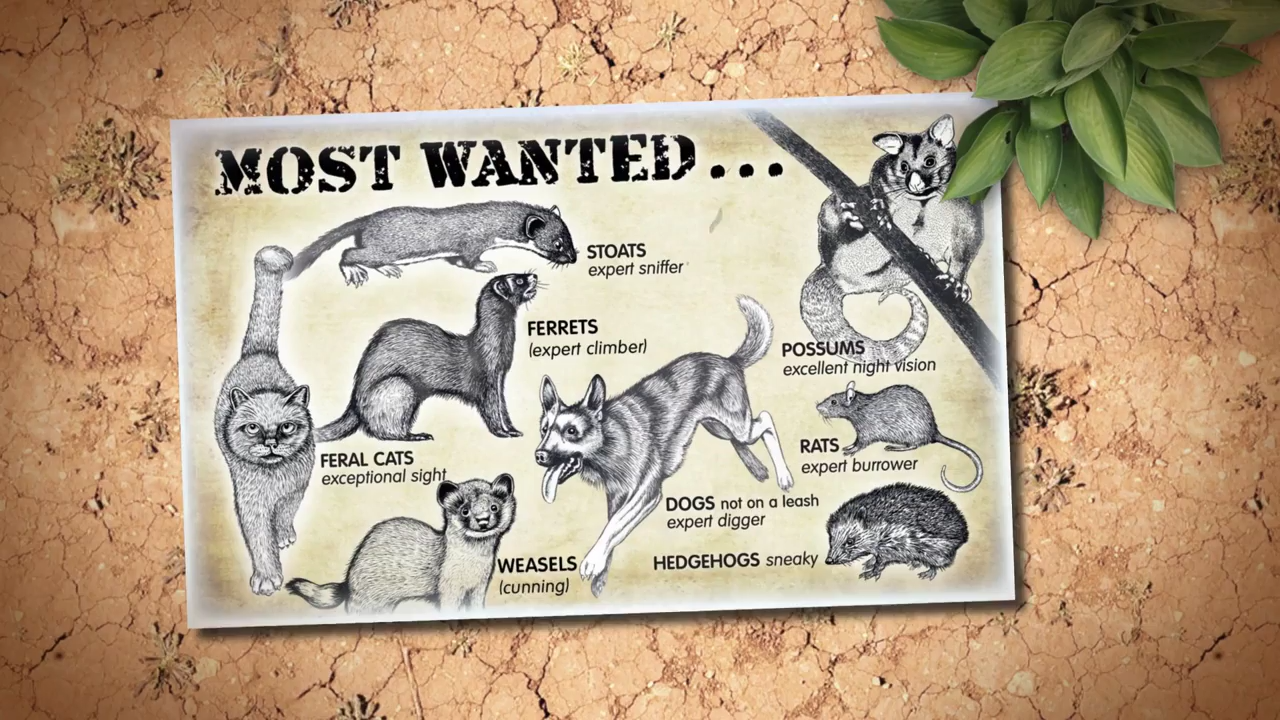 MOST WANTED...
STOATS
expert sniffer
FERRETS
(expert climber)
POSSUMS
excellent night vision
FERAL CATS
exceptional sight
RATS
expert burrower
DOGS not on a leash
expert digger
WEASELS
(cunning)
HEDGEHOGS sneaky